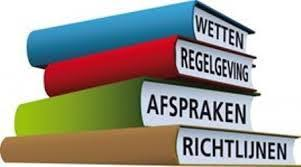 WETTEN
REGELGEVING
AFSPRAKEN
RICHTLIJNEN